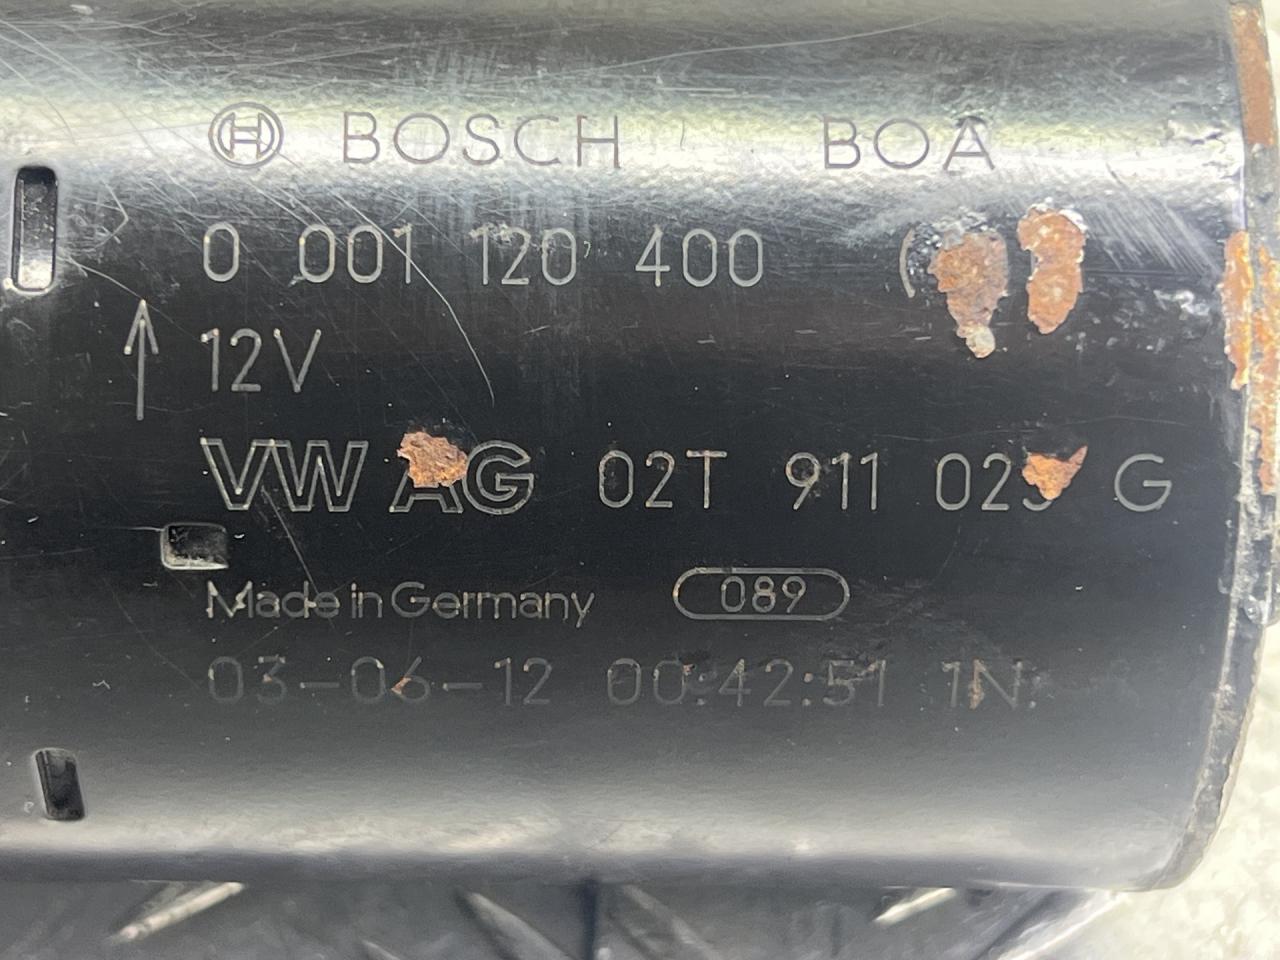 BOSCH BOA
0 001 120 400
12V
VW AG 02T 911 023 G
Made in Germany 089
03-06-12 00:42:51 1N